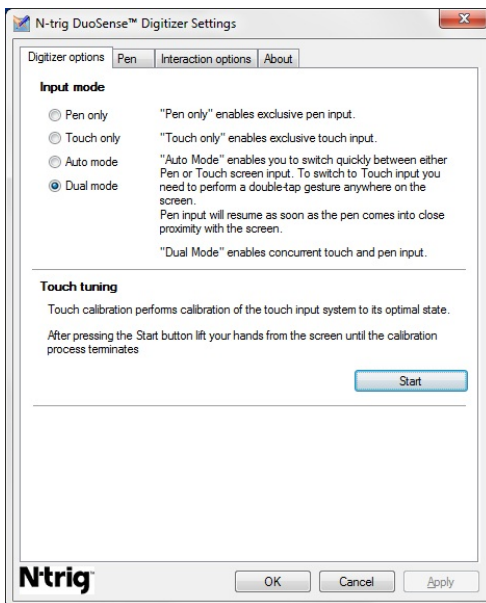 N-trig DuoSense™ Digitizer Settings
Digitizer options Pen Interaction options About
Input mode
Pen only "Pen only" enables exclusive pen input.
Touch only "Touch only" enables exclusive touch input.
Auto mode "Auto Mode" enables you to switch quickly between either
Pen or Touch screen input. To switch to Touch input you
Dual mode need to perform a double-tap gesture anywhere on the
screen.
Pen input will resume as soon as the pen comes into close
proximity with the screen.
"Dual Mode" enables concurrent touch and pen input.
Touch tuning
Touch calibration performs calibration of the touch input system to its optimal state.
After pressing the Start button lift your hands from the screen until the calibration
process terminates
Start
N-trig™ OK Cancel Apply